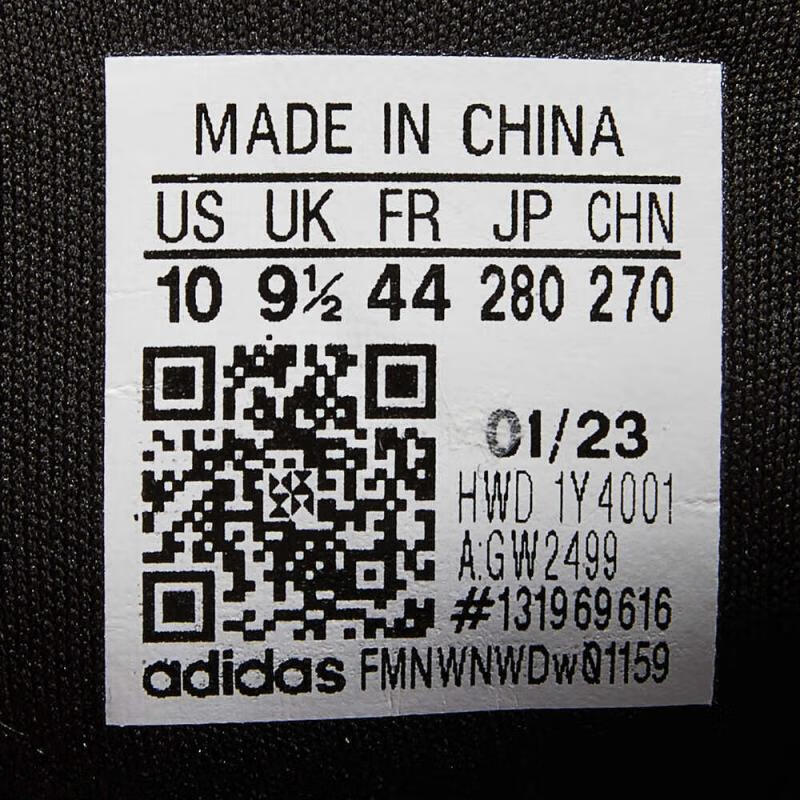 MADE IN CHINA
US UK FR JP CHN
10 9½ 44 280 270
01/23
HWD 1Y4001
A:GW2499
#131969616
adidas FMNWNWDwQ1159